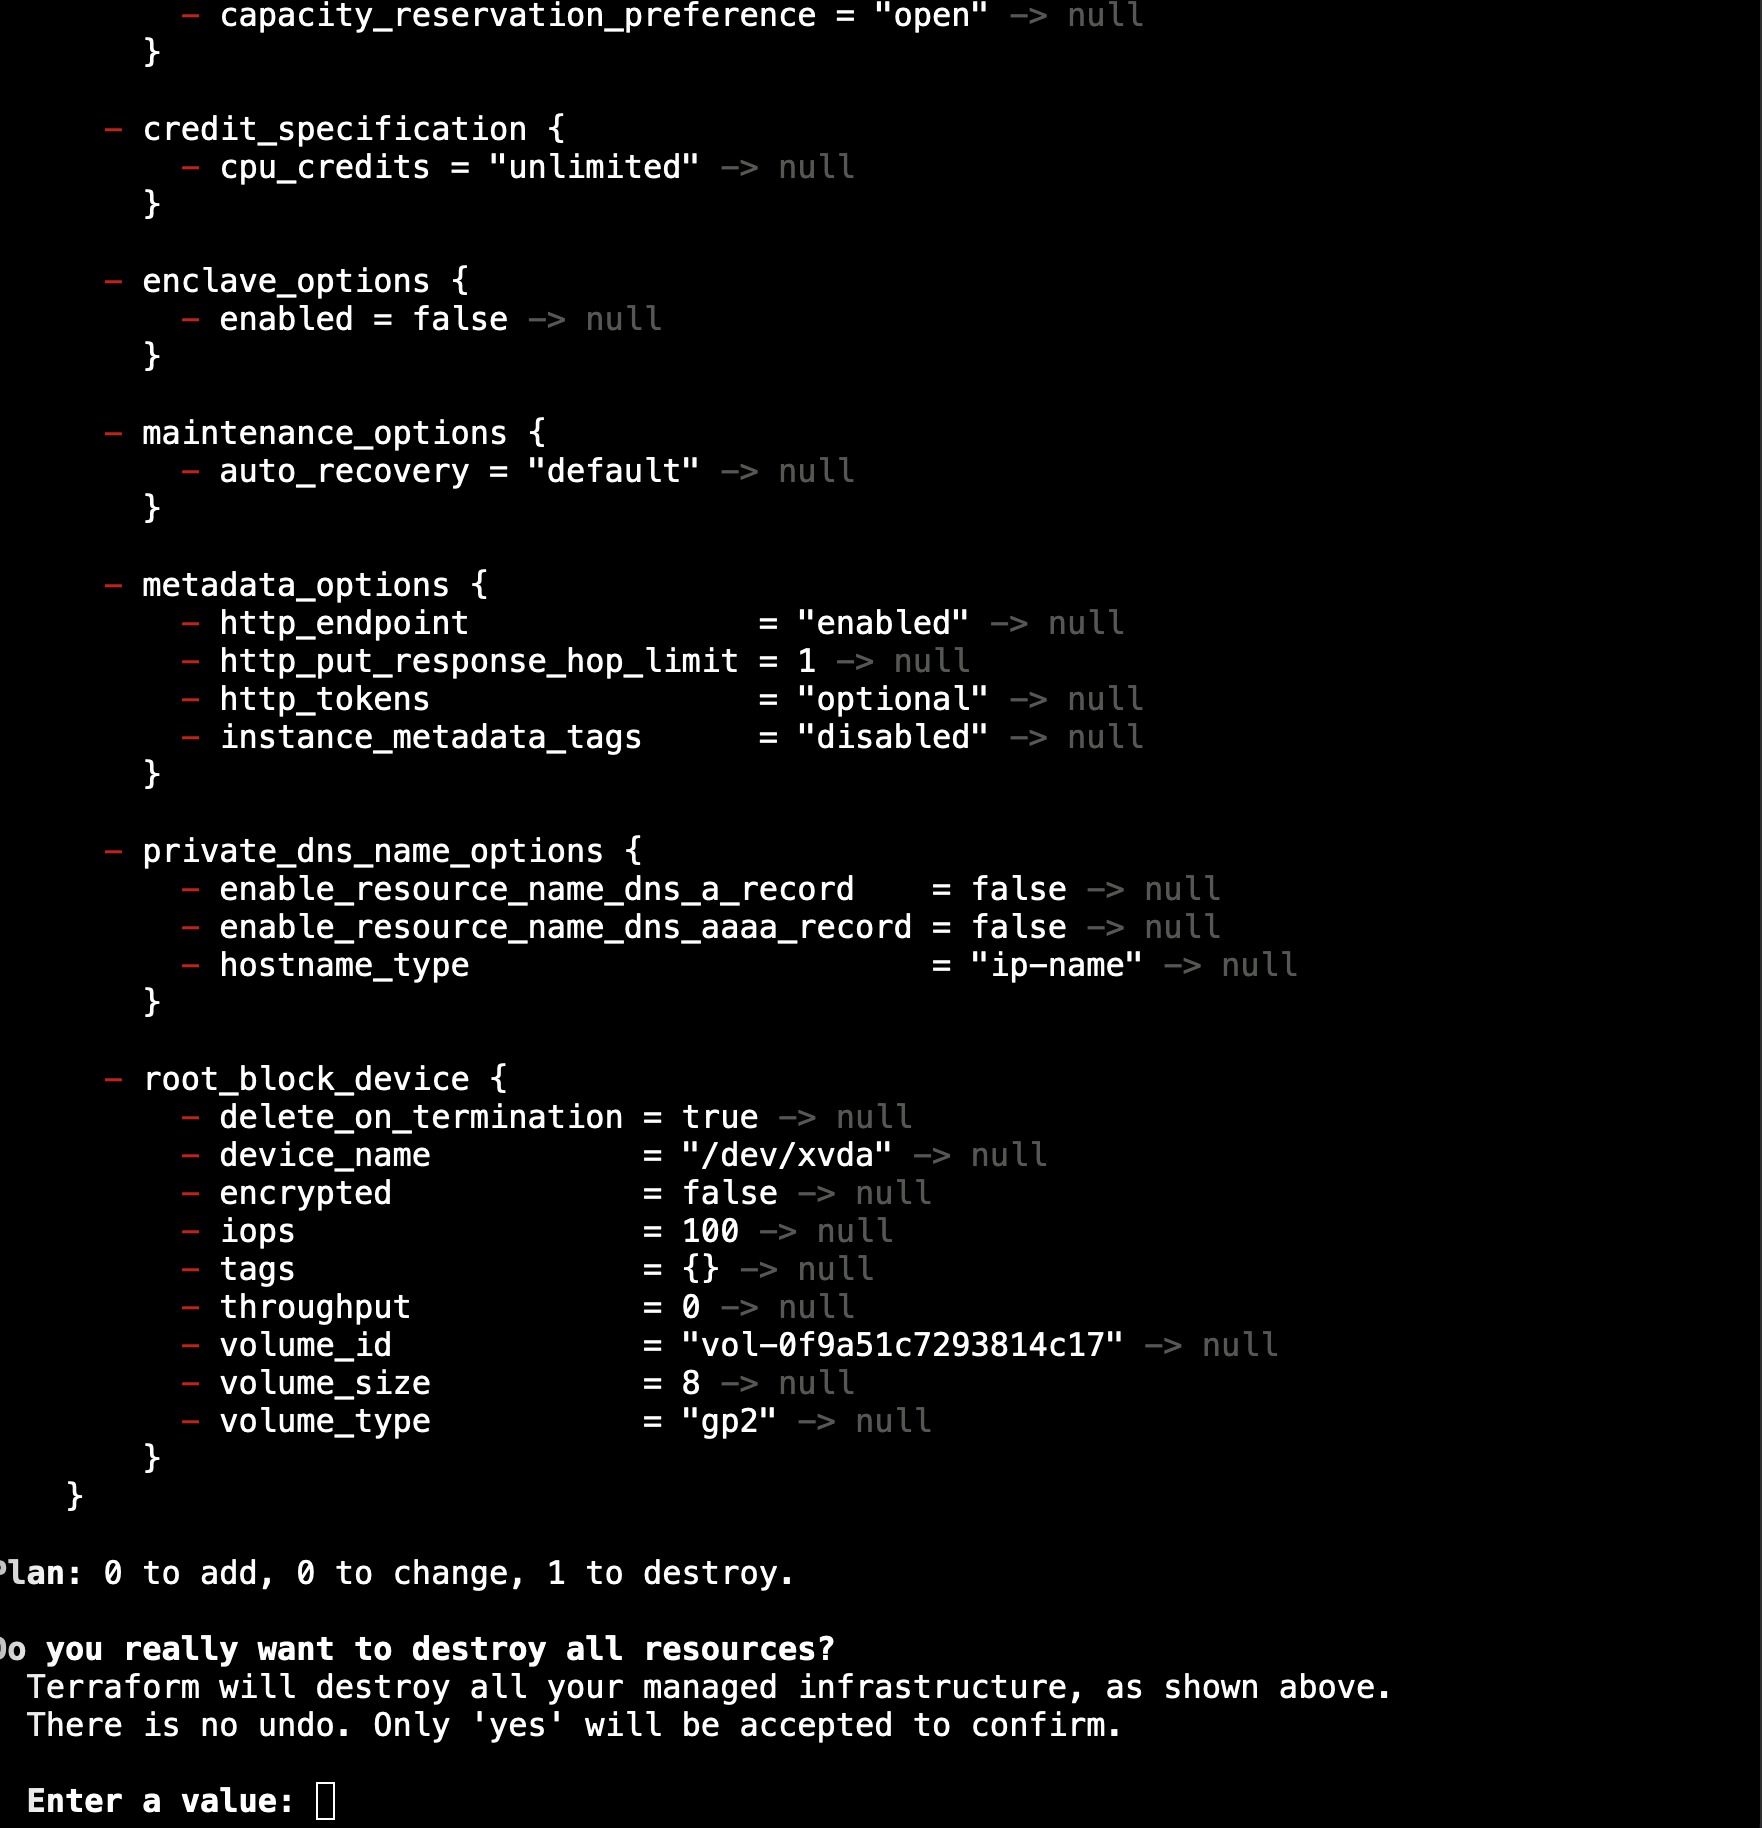 - capacity_reservation_preference = "open" -> null
}
- credit_specification {
- cpu_credits = "unlimited" -> null
}
- enclave_options {
- enabled = false -> null
}
- maintenance_options {
- auto_recovery = "default" -> null
}
- metadata_options {
- http_endpoint = "enabled" -> null
- http_put_response_hop_limit = 1 -> null
- http_tokens = "optional" -> null
- instance_metadata_tags = "disabled" -> null
}
- private_dns_name_options {
- enable_resource_name_dns_a_record = false -> null
- enable_resource_name_dns_aaaa_record = false -> null
- hostname_type = "ip-name" -> null
}
- root_block_device {
- delete_on_termination = true -> null
- device_name = "/dev/xvda" -> null
- encrypted = false -> null
- iops = 100 -> null
- tags = {} -> null
- throughput = 0 -> null
- volume_id = "vol-0f9a51c7293814c17" -> null
- volume_size = 8 -> null
- volume_type = "gp2" -> null
}
}
Plan: 0 to add, 0 to change, 1 to destroy.
Do you really want to destroy all resources?
Terraform will destroy all your managed infrastructure, as shown above.
There is no undo. Only 'yes' will be accepted to confirm.
Enter a value: